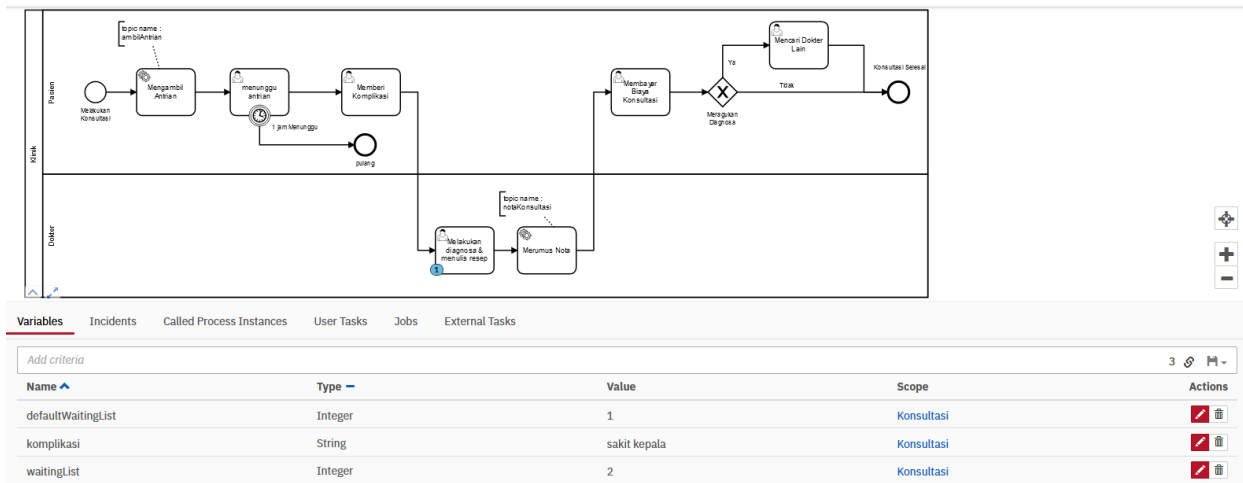 topic name :
ambilAntrian
Mengambil
Antrian
menunggu
antrian
Memberi
Komplikasi
Melakukan
Konsultasi
1 jam Menunggu
pulang
Membayar
Biaya
Konsultasi
Meragukan
Diagnosa
Ya
Tidak
Mencari Dokter
Lain
Konsultasi Selesai
Pasien
Klinik
Dokter
topic name :
notaKonsultasi
Melakukan
diagnosa &
menulis resep
1
Merumus Nota
Variables Incidents Called Process Instances User Tasks Jobs External Tasks
Add criteria 3
Name Type Value Scope Actions
defaultWaitingList Integer 1 Konsultasi
komplikasi String sakit kepala Konsultasi
waitingList Integer 2 Konsultasi